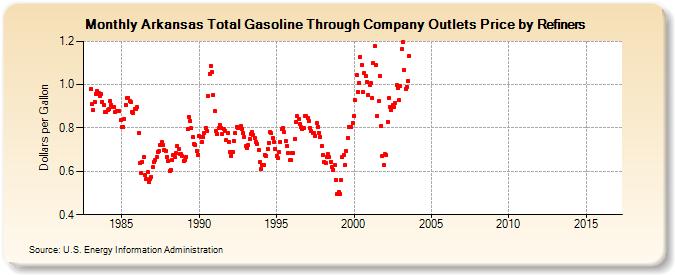 Monthly Arkansas Total Gasoline Through Company Outlets Price by Refiners
Dollars per Gallon
1.2
1.0
0.8
0.6
0.4
1985 1990 1995 2000 2005 2010 2015
Source: U.S. Energy Information Administration